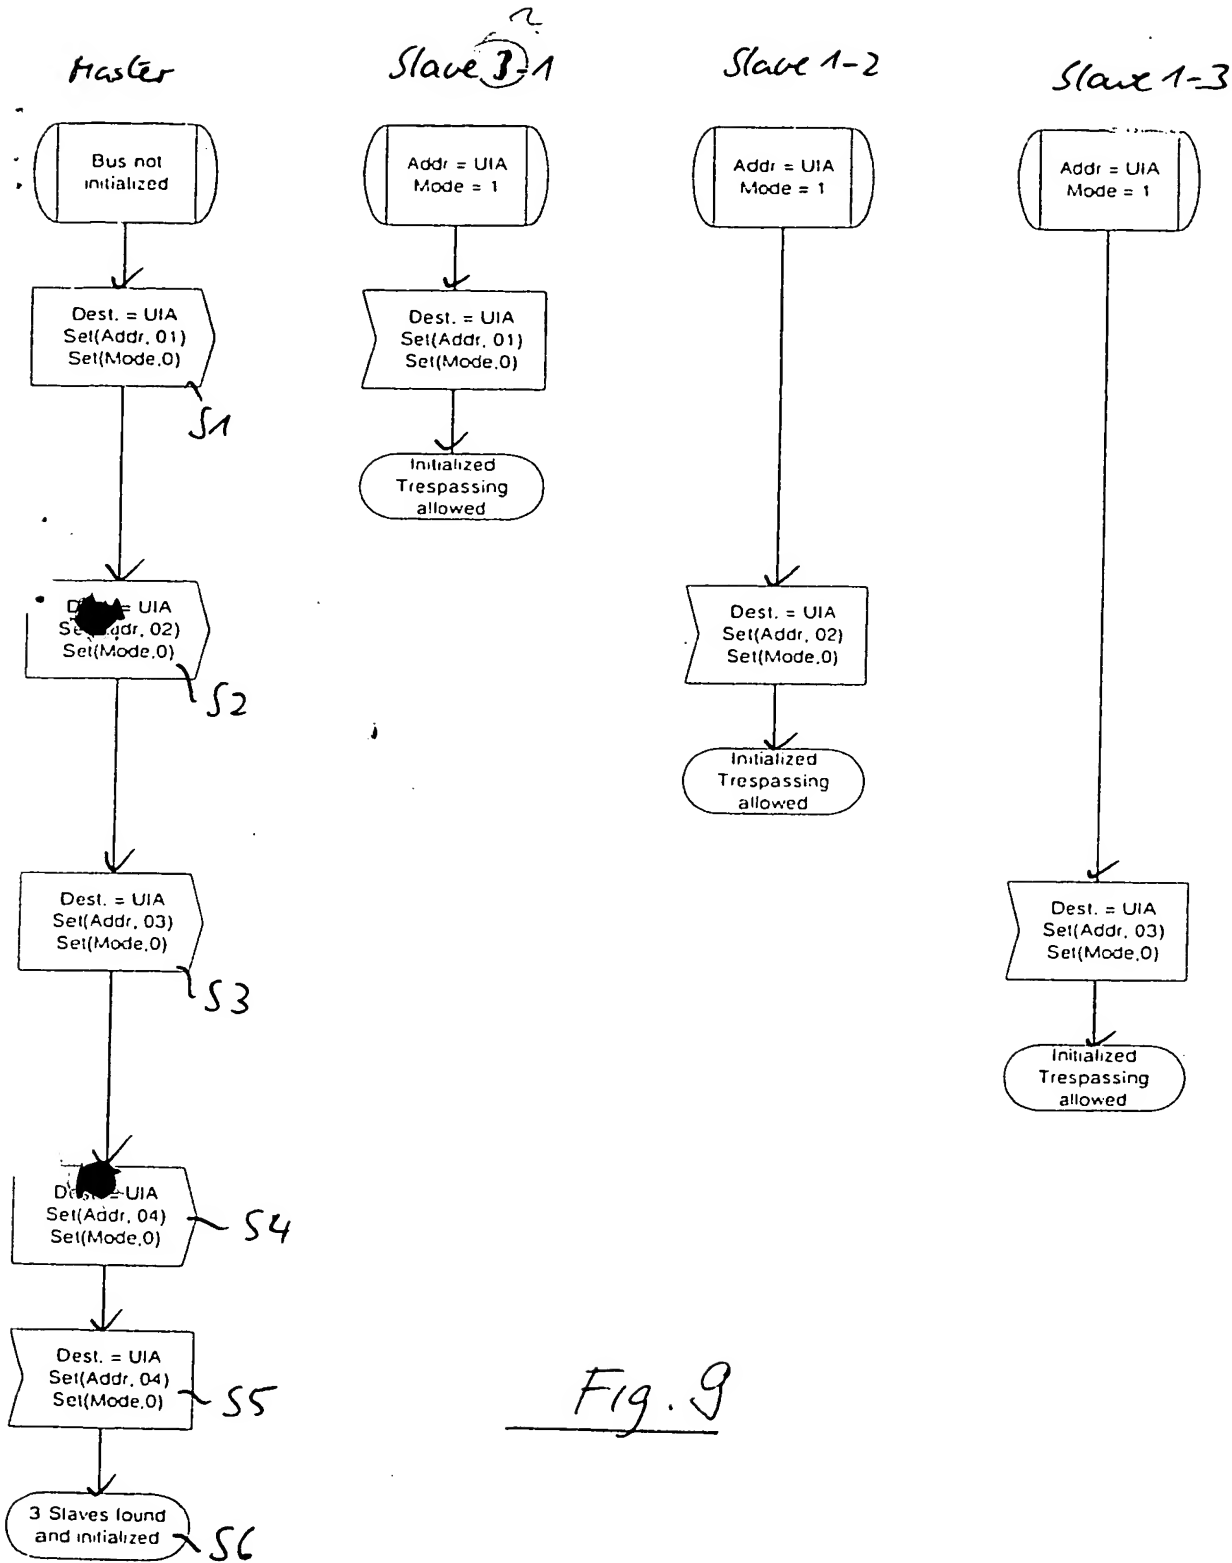 Master
Slave 1-1
Slave 1-2
Slave 1-3
Bus not
initialized
Addr = UIA
Mode = 1
Addr = UIA
Mode = 1
Addr = UIA
Mode = 1
Dest. = UIA
Set(Addr, 01)
Set(Mode,0)
S1
Dest. = UIA
Set(Addr, 01)
Set(Mode,0)
Initialized
Trespassing
allowed
= UIA
02)
Set(Mode,0)
S2
Dest. = UIA
Set(Addr, 02)
Set(Mode,0)
Initialized
Trespassing
allowed
Dest. = UIA
Set(Addr, 03)
Set(Mode,0)
S3
Dest. = UIA
Set(Addr, 03)
Set(Mode,0)
Initialized
Trespassing
allowed
Dest. = UIA
Set(Addr, 04)
Set(Mode,0)
S4
Dest. = UIA
Set(Addr, 04)
Set(Mode,0)
S5
3 Slaves found
and initialized
S6
Fig. 9